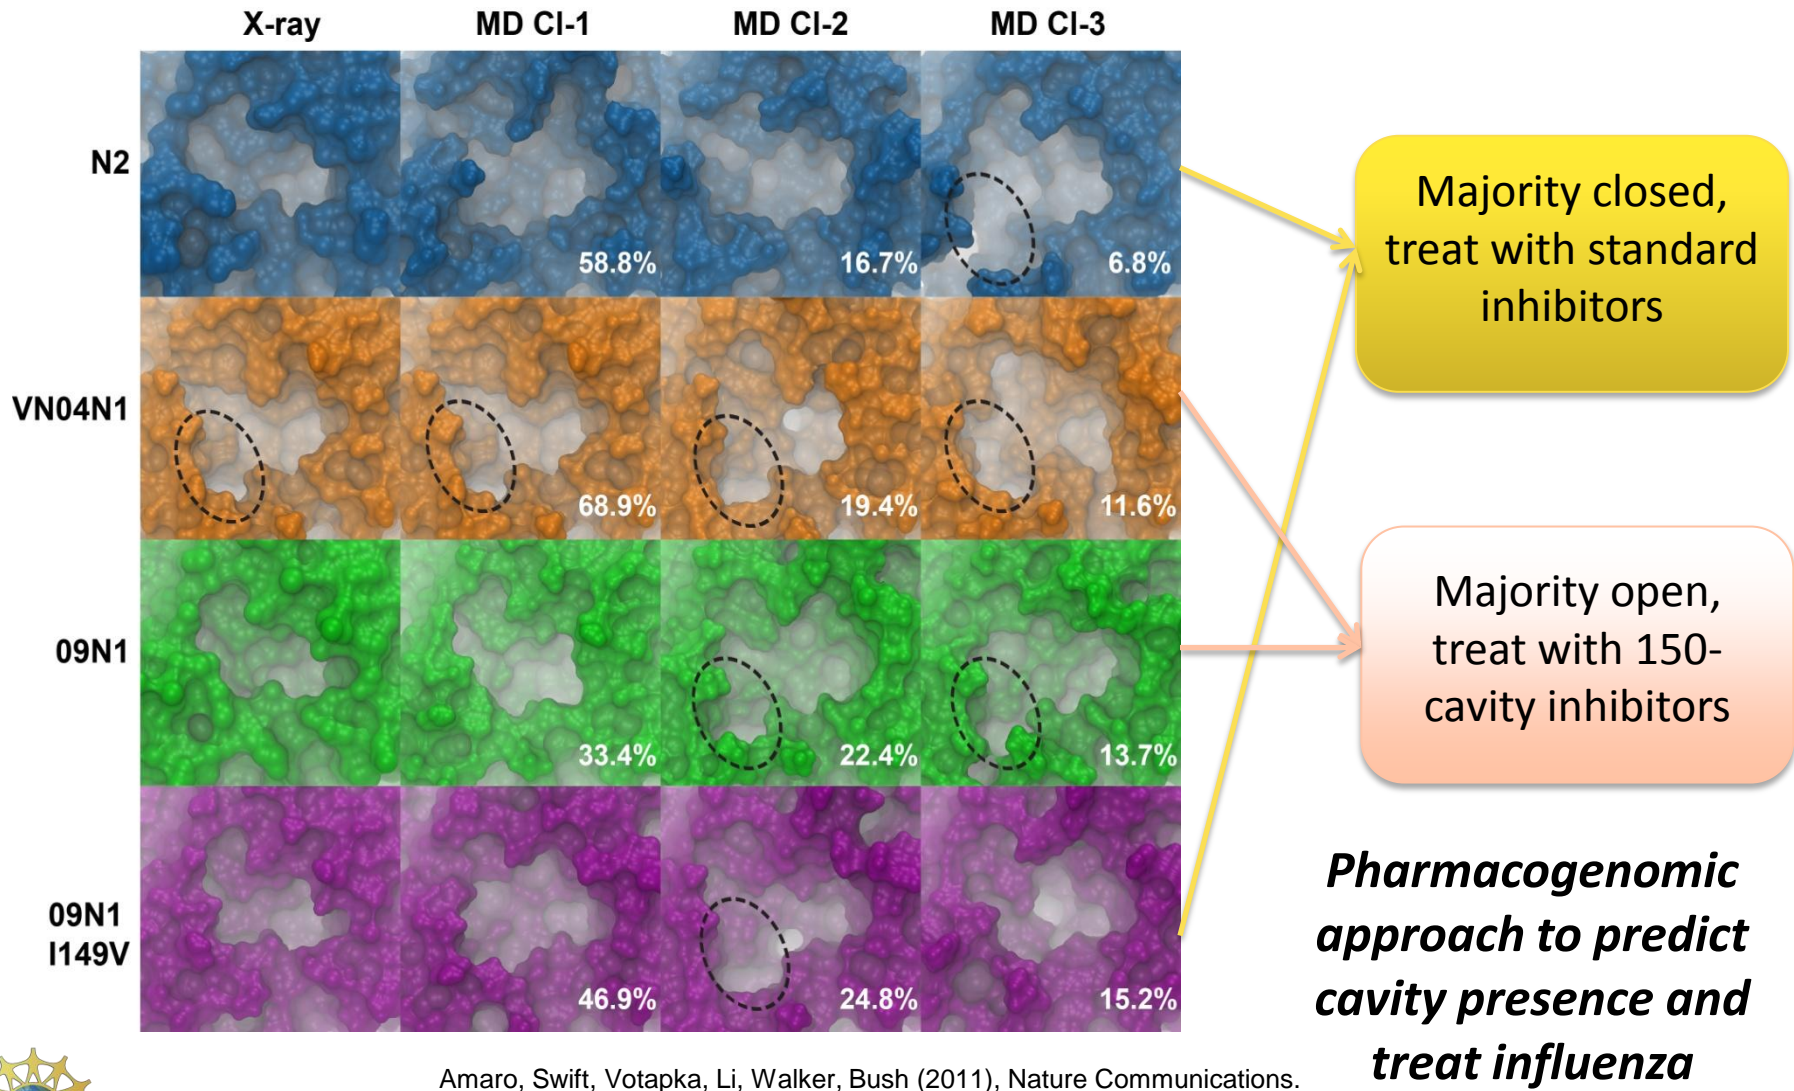 X-ray MD Cl-1 MD Cl-2 MD Cl-3
N2
58.8% 16.7% 6.8%
VN04N1
68.9% 19.4% 11.6%
09N1
33.4% 22.4% 13.7%
09N1
I149V
46.9% 24.8% 15.2%
Majority closed,
treat with standard
inhibitors
Majority open,
treat with 150-
cavity inhibitors
Pharmacogenomic
approach to predict
cavity presence and
treat influenza
Amaro, Swift, Votapka, Li, Walker, Bush (2011), Nature Communications.